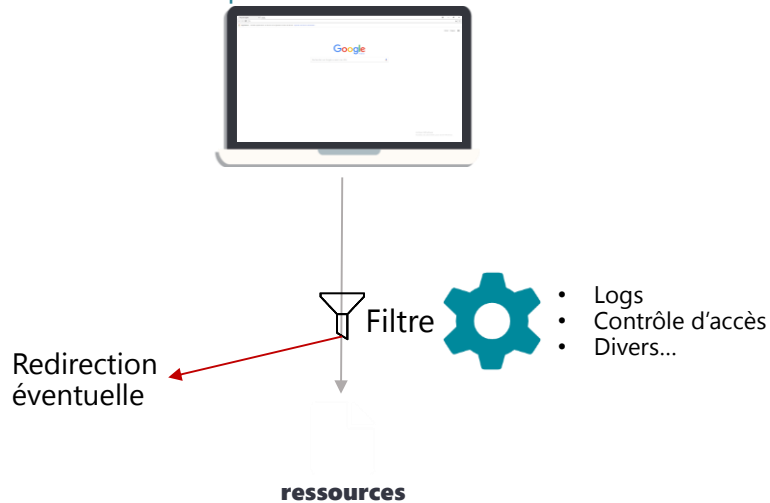 Google
Filtre
• Logs
• Contrôle d'accès
• Divers...
Redirection
éventuelle
ressources